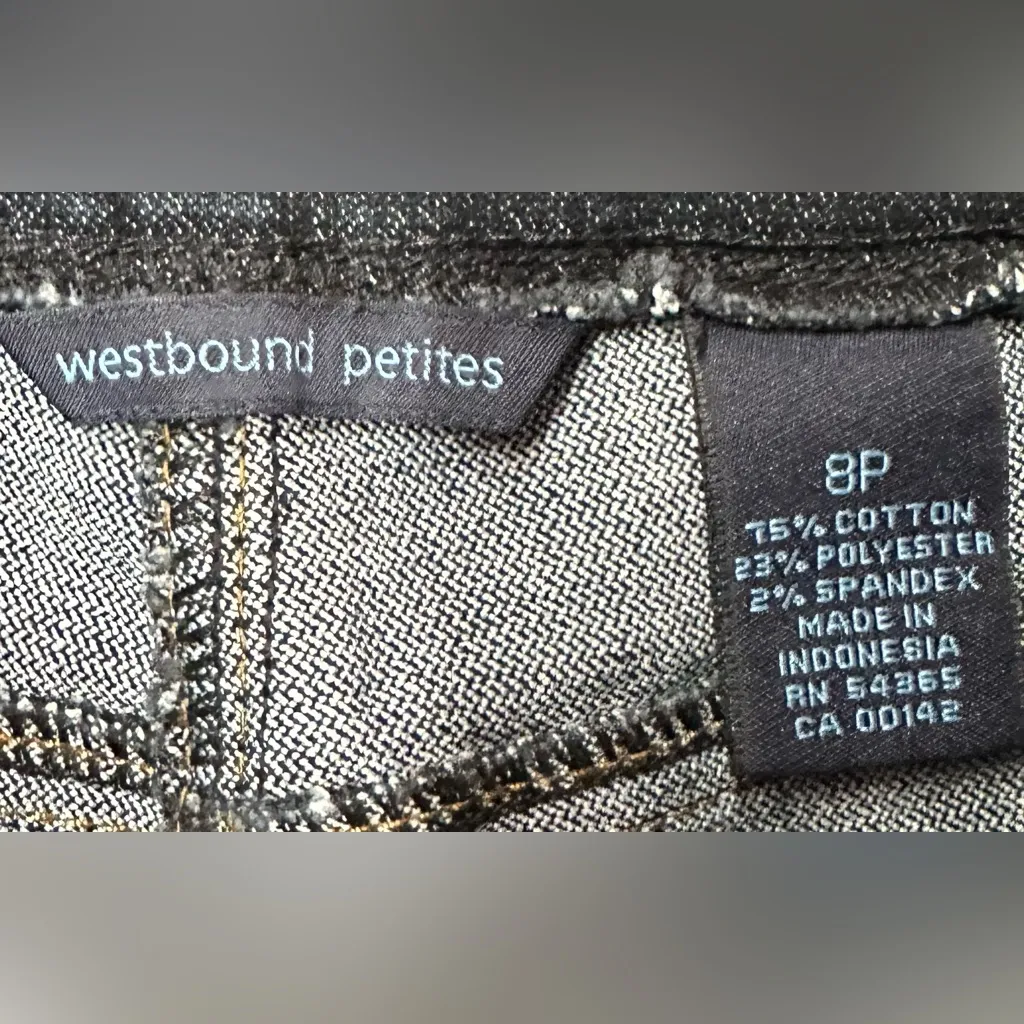 westbound petites
8P
75% COTTON
23% POLYESTER
2% SPANDEX
MADE IN
INDONESIA
RN 54365
CA 00142